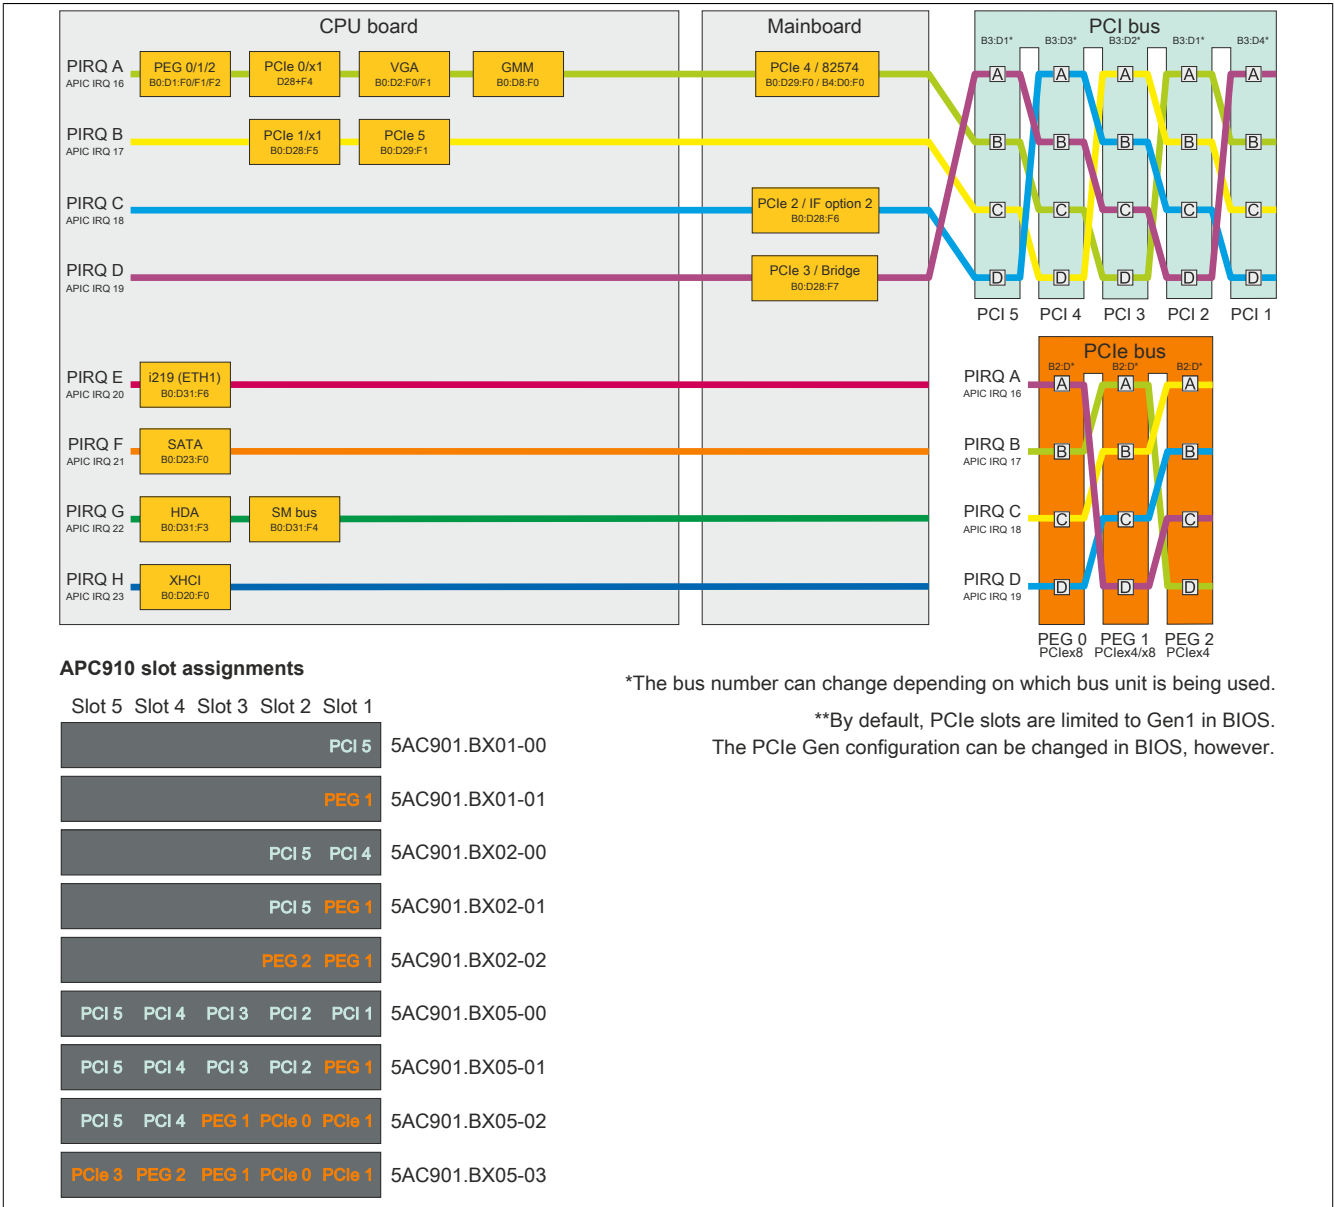 CPU board
Mainboard
PCI bus
B3:D1* B3:D3* B3:D2* B3:D1* B3:D4*
PIRQ A
APIC IRQ 16
PEG 0/1/2
B0:D1:F0/F1/F2
PCIe 0/x1
D28+F4
VGA
B0:D2:F0/F1
GMM
B0:D8:F0
PCIe 4 / 82574
B0:D29:F0 / B4:D0:F0
A A A A A
PIRQ B
APIC IRQ 17
PCIe 1/x1
B0:D28:F5
PCIe 5
B0:D29:F1
B B B B B
PIRQ C
APIC IRQ 18
PCIe 2 / IF option 2
B0:D28:F6
C C C C C
PIRQ D
APIC IRQ 19
PCIe 3 / Bridge
B0:D28:F7
D D D D D
PCI 5 PCI 4 PCI 3 PCI 2 PCI 1
PIRQ E
APIC IRQ 20
i219 (ETH1)
B0:D31:F6
PIRQ F
APIC IRQ 21
SATA
B0:D23:F0
PIRQ G
APIC IRQ 22
HDA
B0:D31:F3
SM bus
B0:D31:F4
PIRQ H
APIC IRQ 23
XHCI
B0:D20:F0
PCIe bus
B2:D* B2:D* B2:D*
PIRQ A
APIC IRQ 16
A A A
PIRQ B
APIC IRQ 17
B B B
PIRQ C
APIC IRQ 18
C C C
PIRQ D
APIC IRQ 19
D D D
PEG 0 PEG 1 PEG 2
PCIex8 PCIex4/x8 PCIex4
APC910 slot assignments
*The bus number can change depending on which bus unit is being used.
**By default, PCIe slots are limited to Gen1 in BIOS.
The PCIe Gen configuration can be changed in BIOS, however.
Slot 5 Slot 4 Slot 3 Slot 2 Slot 1
PCI 5 5AC901.BX01-00
PEG 1 5AC901.BX01-01
PCI 5 PCI 4 5AC901.BX02-00
PCI 5 PEG 1 5AC901.BX02-01
PEG 2 PEG 1 5AC901.BX02-02
PCI 5 PCI 4 PCI 3 PCI 2 PCI 1 5AC901.BX05-00
PCI 5 PCI 4 PCI 3 PCI 2 PEG 1 5AC901.BX05-01
PCI 5 PCI 4 PEG 1 PCIe 0 PCIe 1 5AC901.BX05-02
PCIe 3 PEG 2 PEG 1 PCIe 0 PCIe 1 5AC901.BX05-03